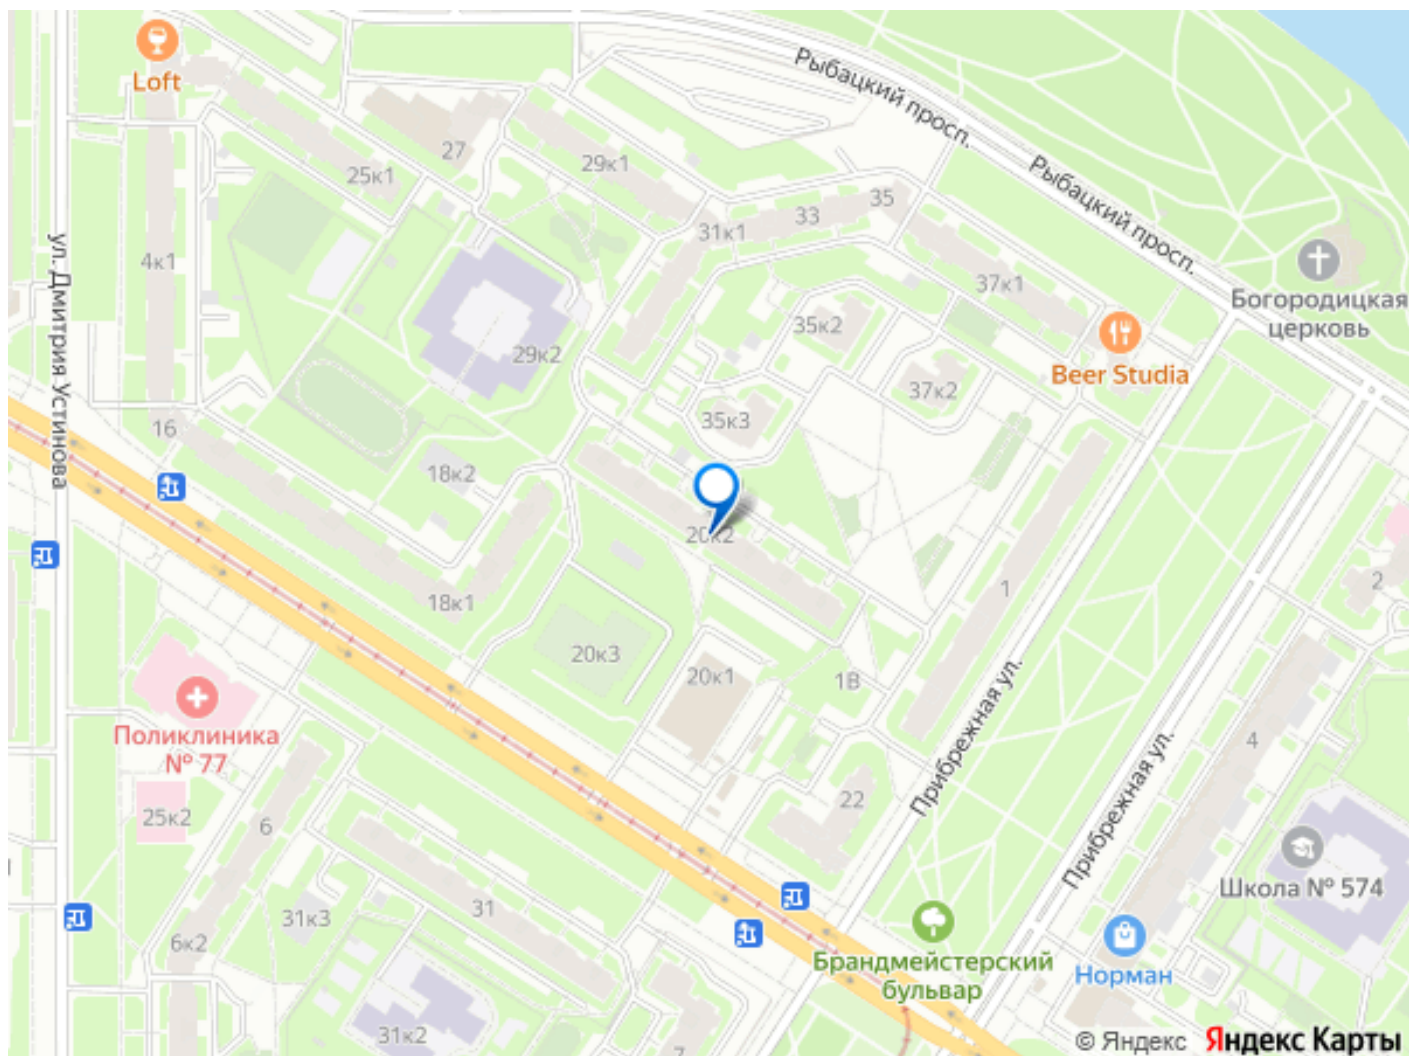 Loft
Рыбацкий просп.
27
29к1
25к1
Рыбацкий просп.
35
33
31к1
ул. Дмитрия Устинова
4к1
37к1
Богородицкая
церковь
35к2
29к2
Beer Studia
37к2
35к3
16
18к2
20к2
1
2
18к1
20к3
20к1
1В
Прибрежная ул.
Поликлиника
№ 77
4
Прибрежная ул.
25к2
6
22
Школа № 574
31
31к3
6к2
Брандмейстерский
бульвар
Норман
31к2
7
© Яндекс Яндекс Карты